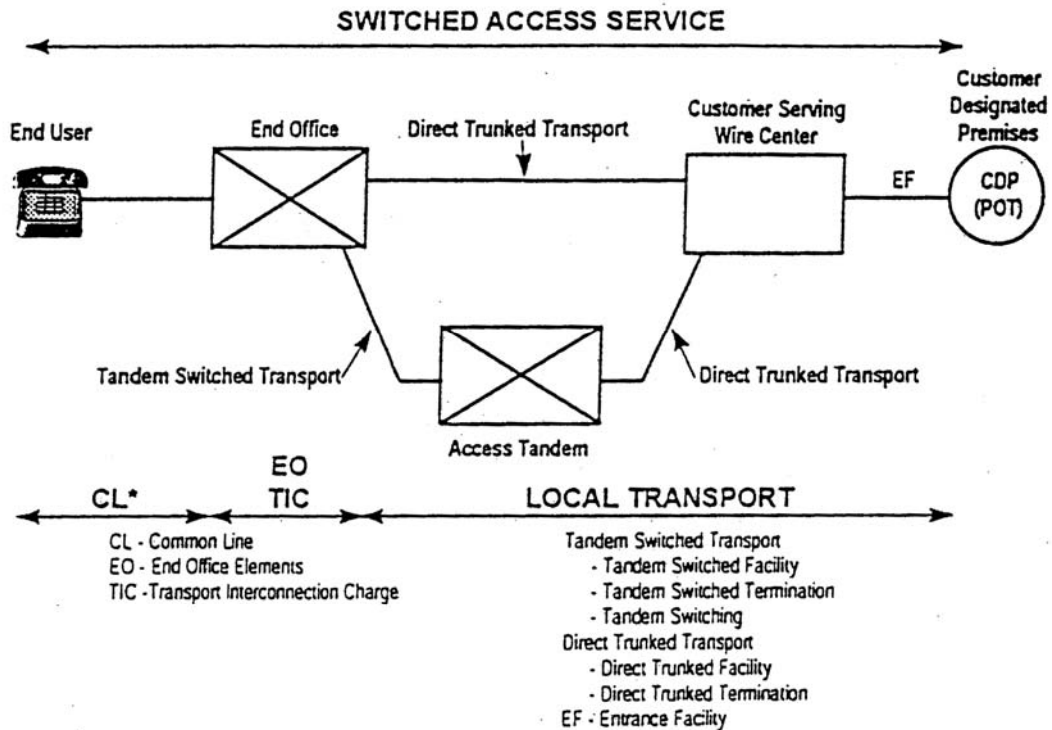 SWITCHED ACCESS SERVICE
Customer
Designated
Premises
End User
End Office
Direct Trunked Transport
Customer Serving
Wire Center
EF
CDP
(POT)
Tandem Switched Transport
Direct Trunked Transport
Access Tandem
CL*
EO
TIC
LOCAL TRANSPORT
CL - Common Line
EO - End Office Elements
TIC -Transport Interconnection Charge
Tandem Switched Transport
- Tandem Switched Facility
- Tandem Switched Termination
- Tandem Switching
Direct Trunked Transport
- Direct Trunked Facility
- Direct Trunked Termination
EF - Entrance Facility